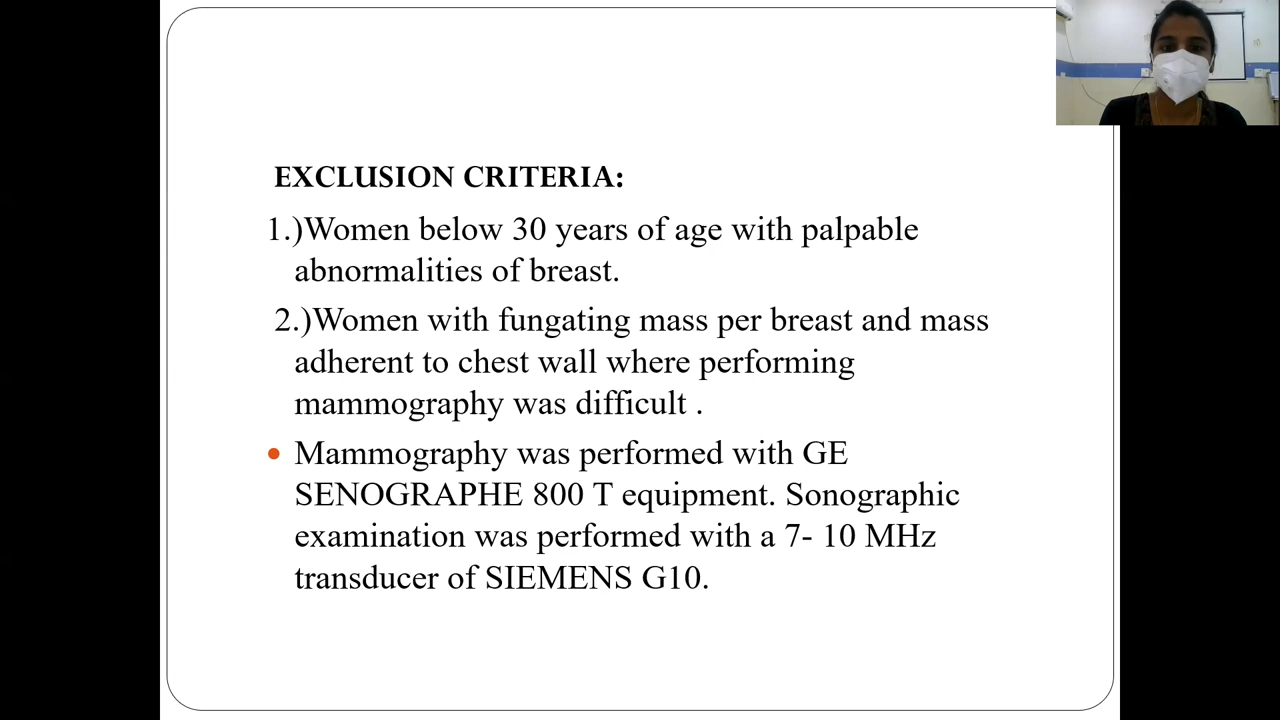 EXCLUSION CRITERIA:
1.)Women below 30 years of age with palpable
abnormalities of breast.
2.)Women with fungating mass per breast and mass
adherent to chest wall where performing
mammography was difficult .
• Mammography was performed with GE
SENOGRAPHE 800 T equipment. Sonographic
examination was performed with a 7- 10 MHz
transducer of SIEMENS G10.